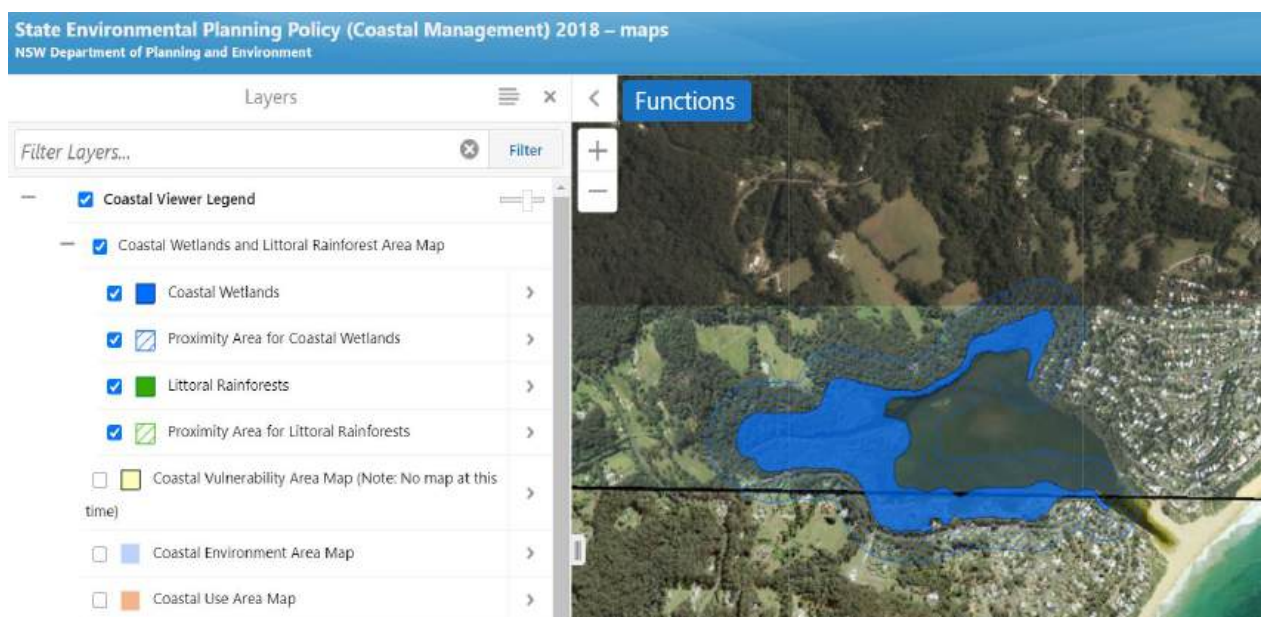 State Environmental Planning Policy (Coastal Management) 2018 – maps
NSW Department of Planning and Environment
Layers
Functions
Filter Layers...
Filter
Coastal Viewer Legend
Coastal Wetlands and Littoral Rainforest Area Map
Coastal Wetlands
Proximity Area for Coastal Wetlands
Littoral Rainforests
Proximity Area for Littoral Rainforests
Coastal Vulnerability Area Map (Note: No map at this
time)
Coastal Environment Area Map
Coastal Use Area Map